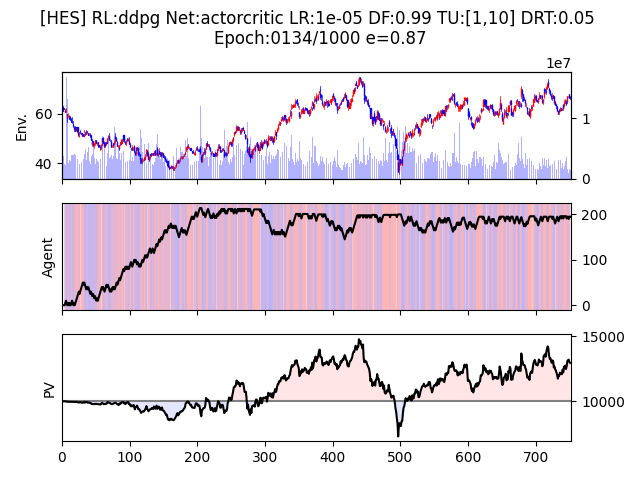 [HES] RL:ddpg Net:actorcritic LR:1e-05 DF:0.99 TU:[1,10] DRT:0.05
Epoch:0134/1000 e=0.87
1e7
Env.
60
40
1
0
Agent
200
100
0
PV
15000
10000
0 100 200 300 400 500 600 700